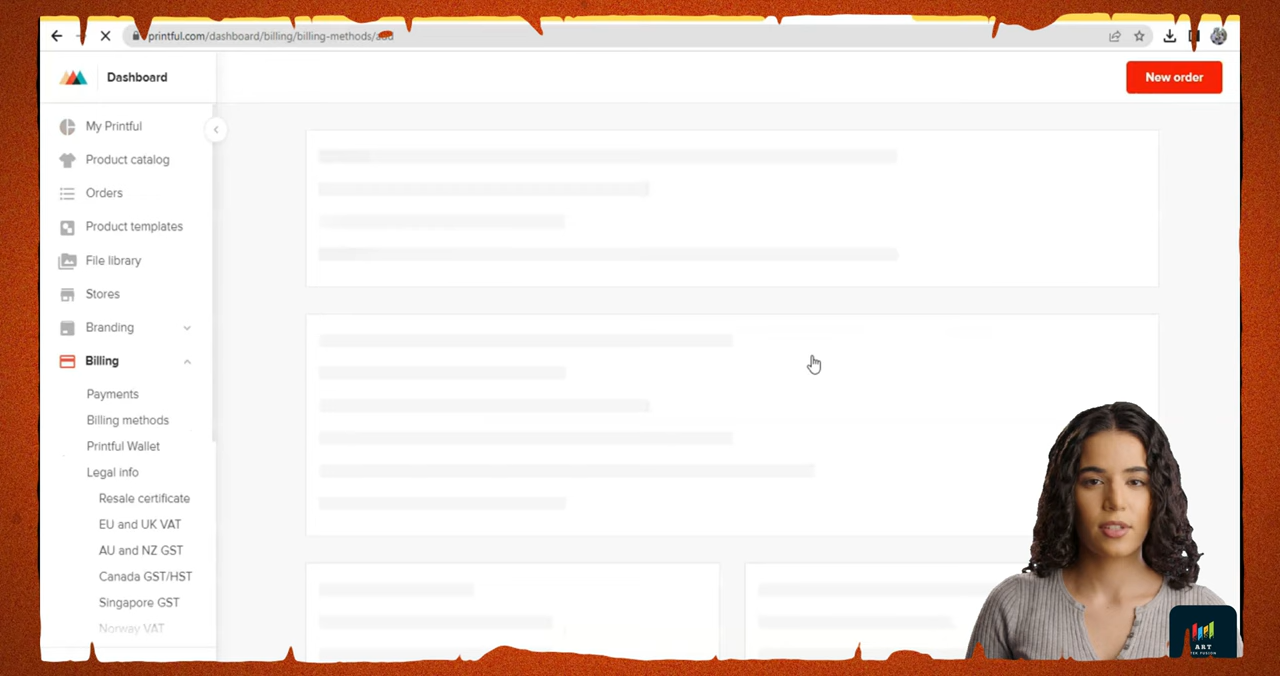 printful.com/dashboard/billing/billing-methods/add
Dashboard
New order
My Printful
Product catalog
Orders
Product templates
File library
Stores
Branding
Billing
Payments
Billing methods
Printful Wallet
Legal info
Resale certificate
EU and UK VAT
AU and NZ GST
Canada GST/HST
Singapore GST
Norway VAT
ART